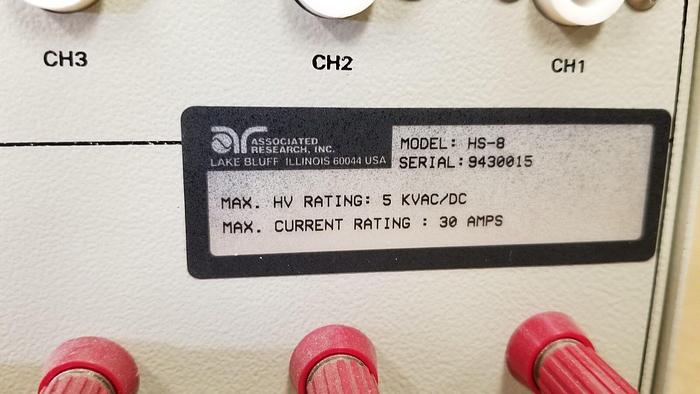 CH3 CH2 CH1
ar ASSOCIATED
RESEARCH, INC.
LAKE BLUFF ILLINOIS 60044 USA
MODEL: HS-8
SERIAL:9430015
MAX. HV RATING: 5 KVAC/DC
MAX. CURRENT RATING : 30 AMPS